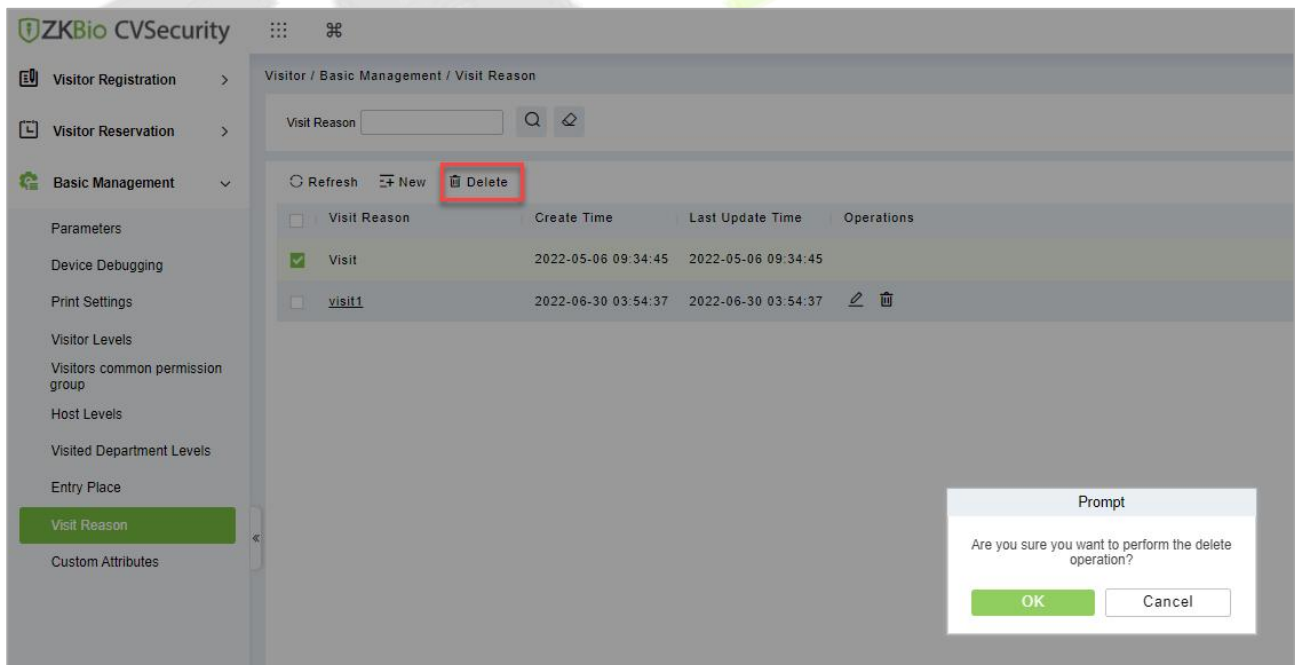 ZKBio CVSecurity
Visitor Registration
Visitor Reservation
Basic Management
Parameters
Device Debugging
Print Settings
Visitor Levels
Visitors common permission
group
Host Levels
Visited Department Levels
Entry Place
Visit Reason
Custom Attributes
Visitor / Basic Management / Visit Reason
Visit Reason
Refresh New Delete
Visit Reason Create Time Last Update Time Operations
Visit 2022-05-06 09:34:45 2022-05-06 09:34:45
visit1 2022-06-30 03:54:37 2022-06-30 03:54:37
Prompt
Are you sure you want to perform the delete
operation?
OK Cancel